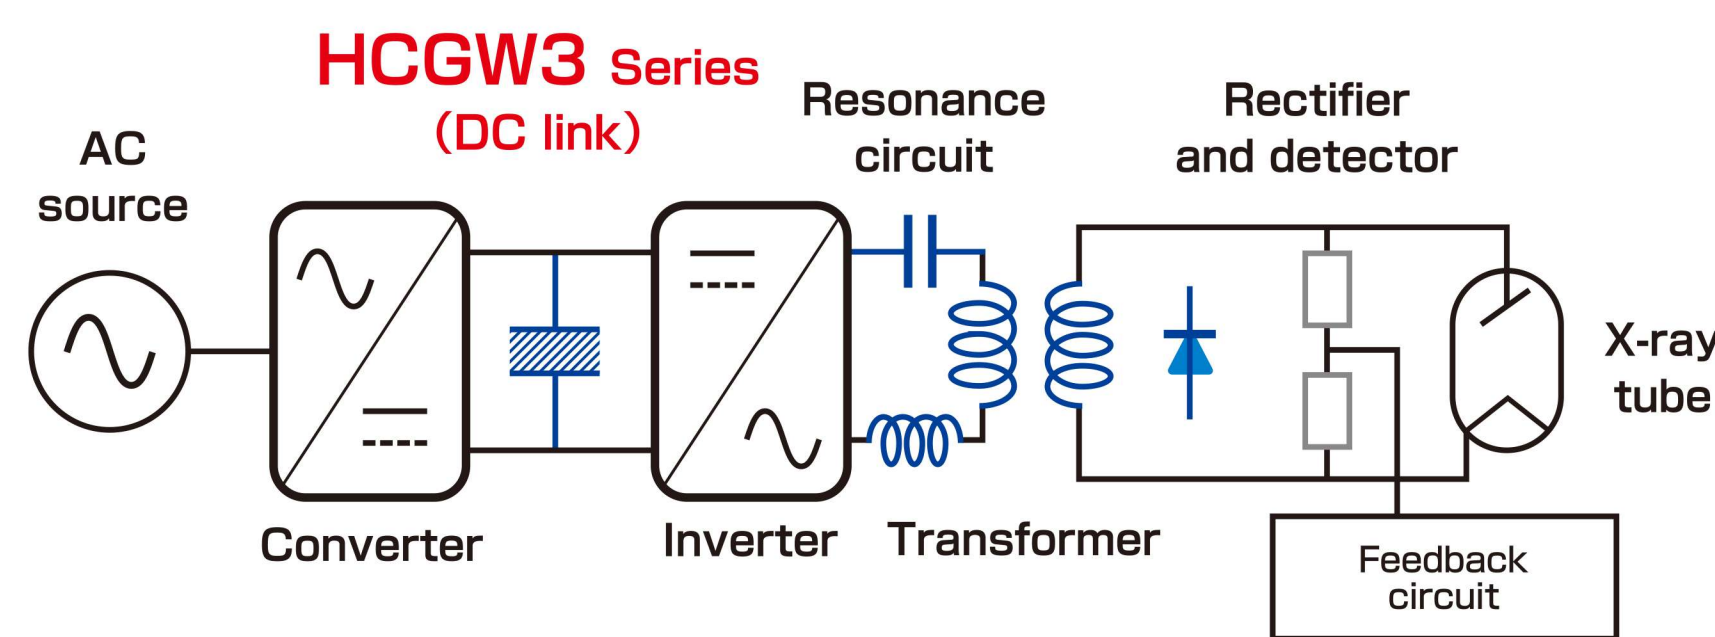 HCGW3 Series
(DC link)
AC
source
Resonance
circuit
Rectifier
and detector
X-ray
tube
Converter
Inverter
Transformer
Feedback
circuit